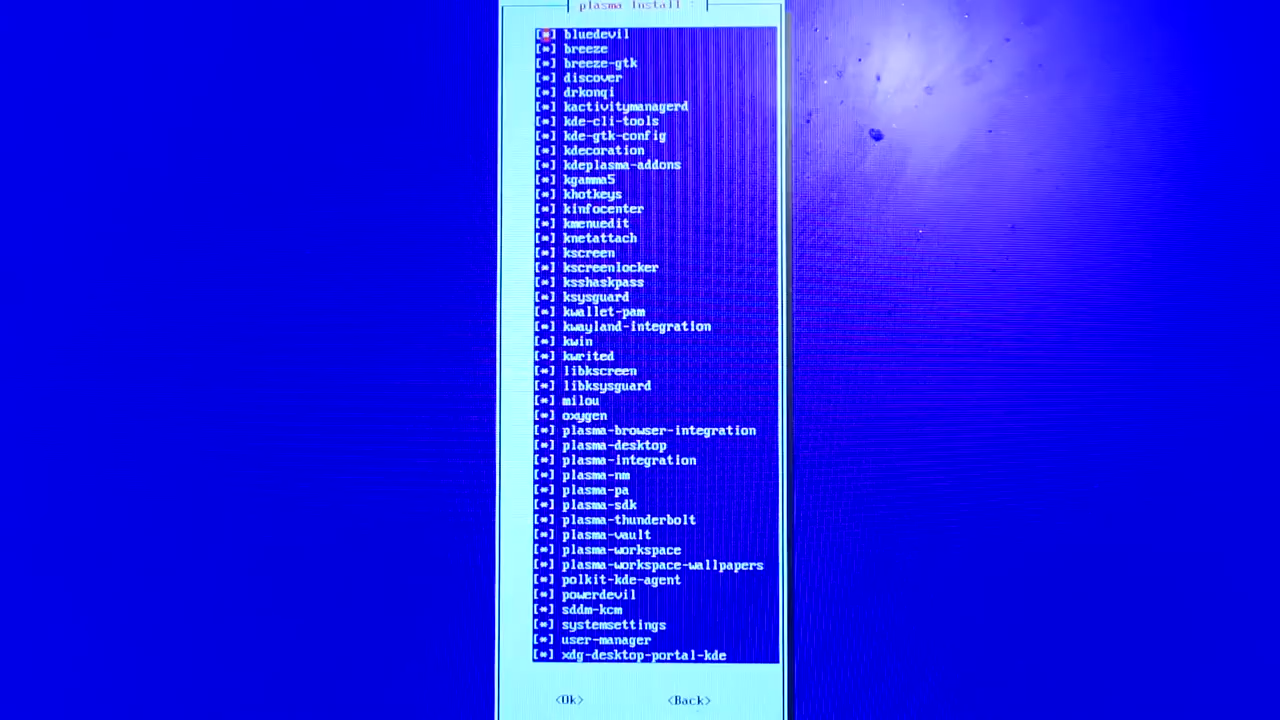 plasma Install :
[*] bluedevil
[*] breeze
[*] breeze-gtk
[*] discover
[*] drkonqi
[*] kactivitymanagerd
[*] kde-cli-tools
[*] kde-gtk-config
[*] kdecoration
[*] kdeplasma-addons
[*] kgamma5
[*] khotkeys
[*] kinfocenter
[*] kmenuedit
[*] knetattach
[*] kscreen
[*] kscreenlocker
[*] ksshaskpass
[*] ksysguard
[*] kwallet-pam
[*] kwayland-integration
[*] kwin
[*] kwrited
[*] libkscreen
[*] libksysguard
[*] milou
[*] oxygen
[*] plasma-browser-integration
[*] plasma-desktop
[*] plasma-integration
[*] plasma-nm
[*] plasma-pa
[*] plasma-sdk
[*] plasma-thunderbolt
[*] plasma-vault
[*] plasma-workspace
[*] plasma-workspace-wallpapers
[*] polkit-kde-agent
[*] powerdevil
[*] sddm-kcm
[*] systemsettings
[*] user-manager
[*] xdg-desktop-portal-kde
<Ok> <Back>